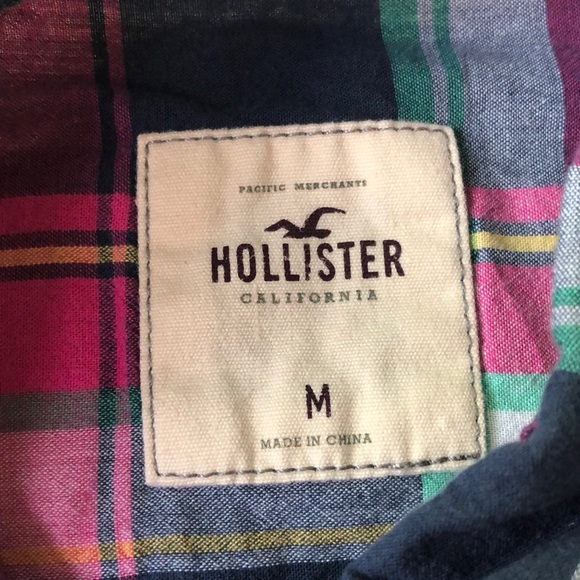 PACIFIC MERCHANTS
HOLLISTER
CALIFORNIA
M
MADE IN CHINA